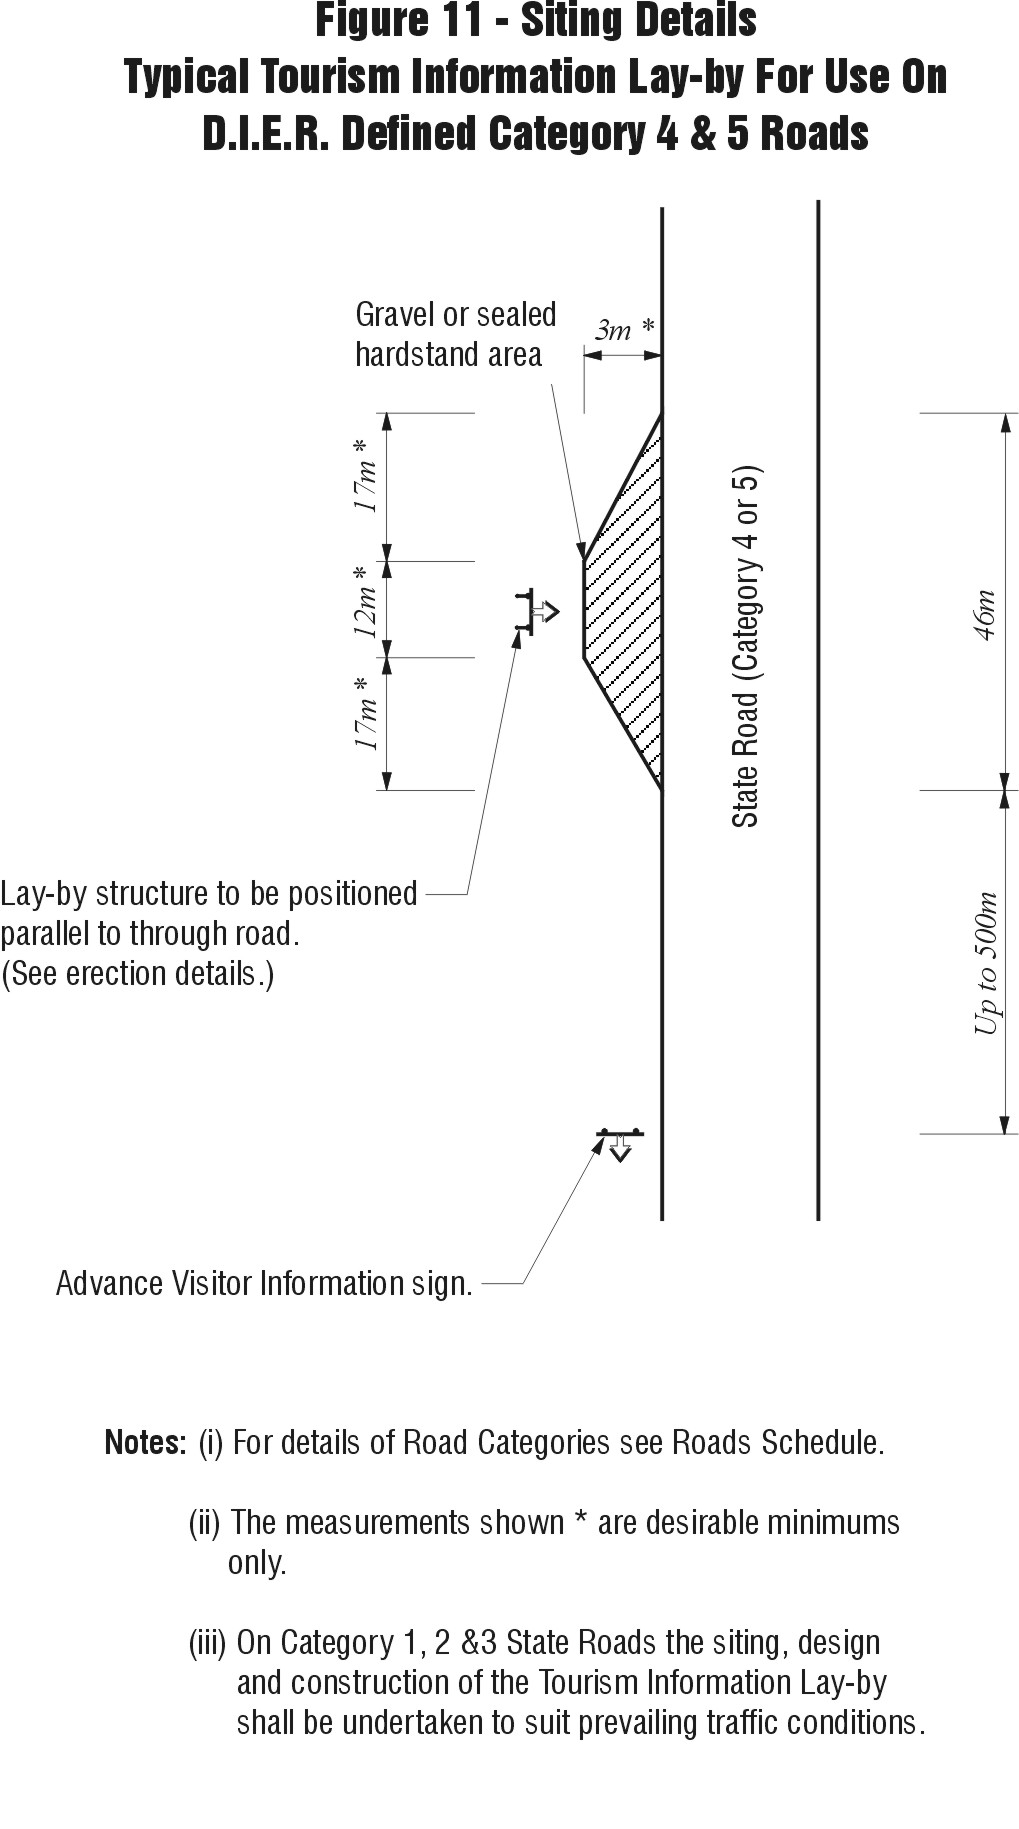 Figure 11 - Siting Details
Typical Tourism Information Lay-by For Use On
D.I.E.R. Defined Category 4 & 5 Roads
Gravel or sealed
hardstand area
3m *
17m *
12m *
17m *
State Road (Category 4 or 5)
46m
Up to 500m
Lay-by structure to be positioned
parallel to through road.
(See erection details.)
Advance Visitor Information sign.
Notes: (i) For details of Road Categories see Roads Schedule.
(ii) The measurements shown * are desirable minimums
only.
(iii) On Category 1, 2 &3 State Roads the siting, design
and construction of the Tourism Information Lay-by
shall be undertaken to suit prevailing traffic conditions.